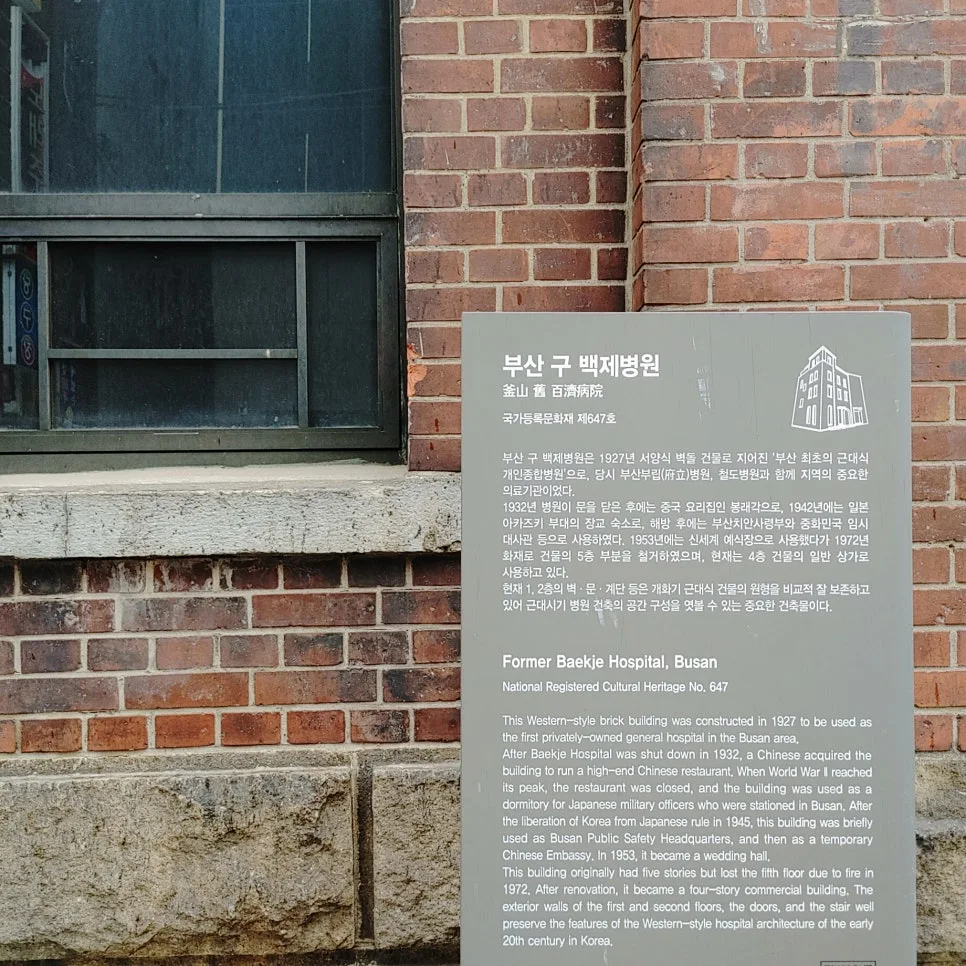 부산 구 백제병원
釜山 舊 百濟病院
국가등록문화재 제647호
부산 구 백제병원은 1927년 서양식 벽돌 건물로 지어진 '부산 최초의 근대식
개인종합병원'으로, 당시 부산부립(府立)병원, 철도병원과 함께 지역의 중요한
의료기관이었다.
1932년 병원이 문을 닫은 후에는 중국 요리집인 봉래각으로, 1942년에는 일본
아카즈키 부대의 장교 숙소로, 해방 후에는 부산치안사령부와 중화민국 임시
대사관 등으로 사용하였다. 1953년에는 신세계 예식장으로 사용했다가 1972년
화재로 건물의 5층 부분을 철거하였으며, 현재는 4층 건물의 일반 상가로
사용하고 있다.
현재 1, 2층의 벽·문·계단 등은 개화기 근대식 건물의 원형을 비교적 잘 보존하고
있어 근대시기 병원 건축의 공간 구성을 엿볼 수 있는 중요한 건축물이다.
Former Baekje Hospital, Busan
National Registered Cultural Heritage No. 647
This Western-style brick building was constructed in 1927 to be used as
the first privately-owned general hospital in the Busan area.
After Baekje Hospital was shut down in 1932, a Chinese acquired the
building to run a high-end Chinese restaurant. When World War Ⅱ reached
its peak, the restaurant was closed, and the building was used as a
dormitory for Japanese military officers who were stationed in Busan. After
the liberation of Korea from Japanese rule in 1945, this building was briefly
used as Busan Public Safety Headquarters, and then as a temporary
Chinese Embassy. In 1953, it became a wedding hall.
This building originally had five stories but lost the fifth floor due to fire in
1972. After renovation, it became a four-story commercial building. The
exterior walls of the first and second floors, the doors, and the stair well
preserve the features of the Western-style hospital architecture of the early
20th century in Korea.